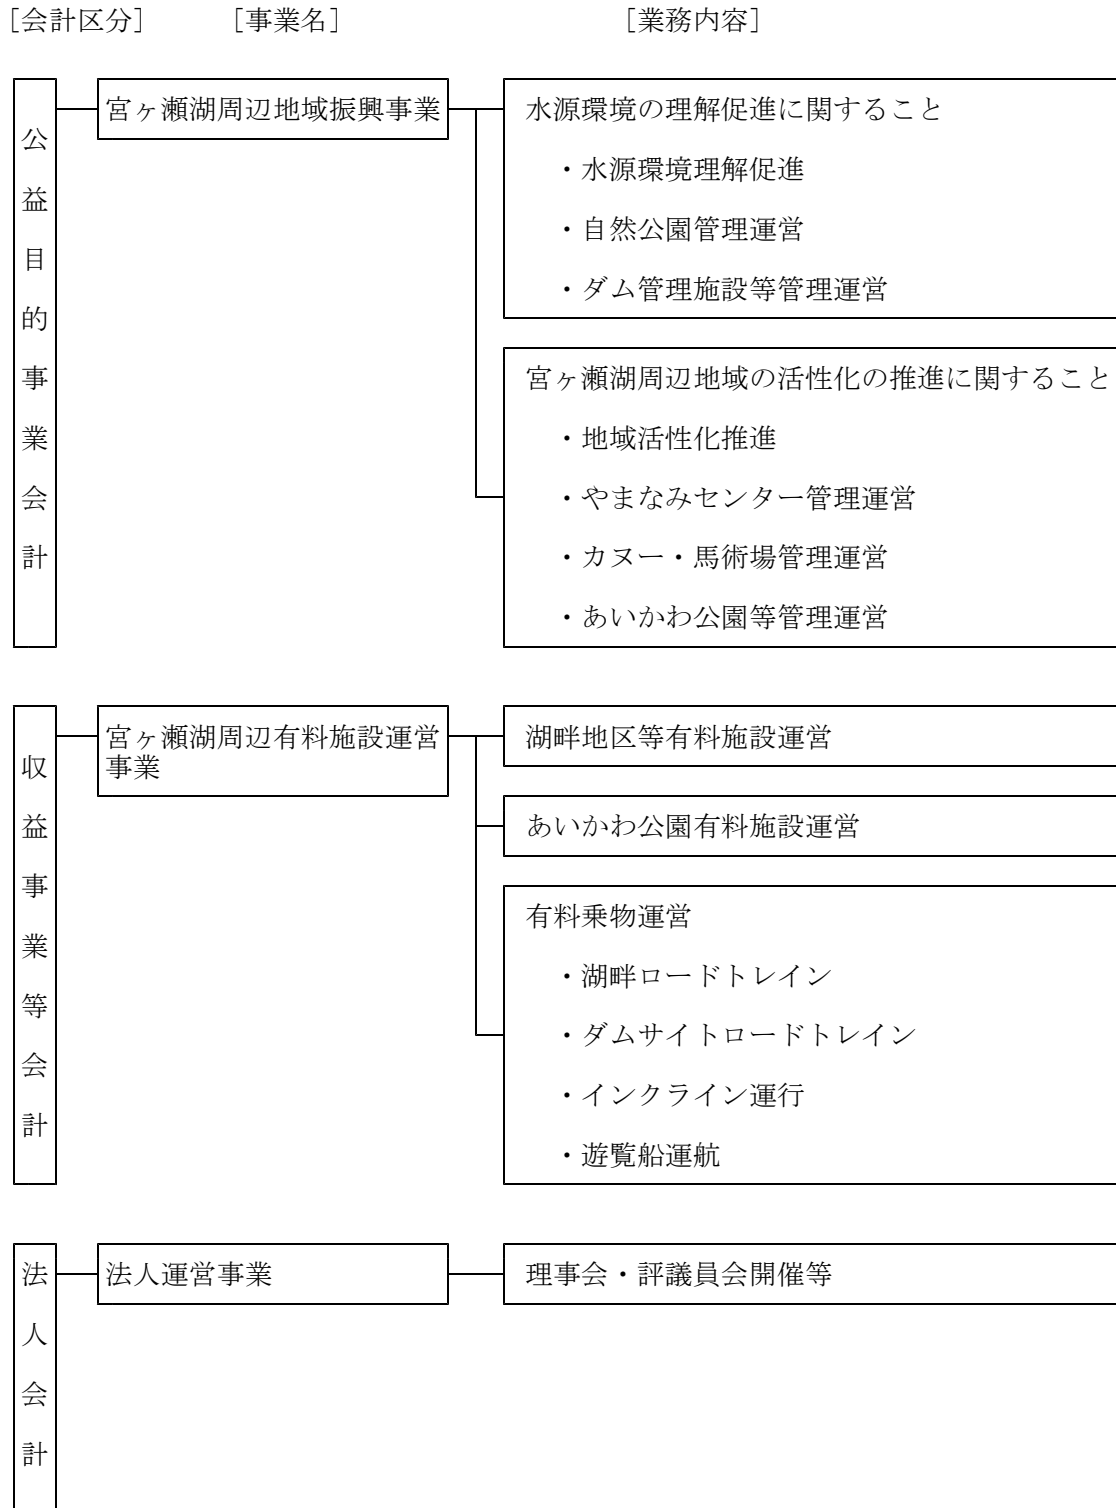 ［会計区分］　［事業名］　［業務内容］
公益目的事業会計
宮ヶ瀬湖周辺地域振興事業
水源環境の理解促進に関すること
・水源環境理解促進
・自然公園管理運営
・ダム管理施設等管理運営
宮ヶ瀬湖周辺地域の活性化の推進に関すること
・地域活性化推進
・やまなみセンター管理運営
・カヌー・馬術場管理運営
・あいかわ公園等管理運営
収益事業等会計
宮ヶ瀬湖周辺有料施設運営
事業
湖畔地区等有料施設運営
あいかわ公園有料施設運営
有料乗物運営
・湖畔ロードトレイン
・ダムサイトロードトレイン
・インクライン運行
・遊覧船運航
法人会計
法人運営事業
理事会・評議員会開催等